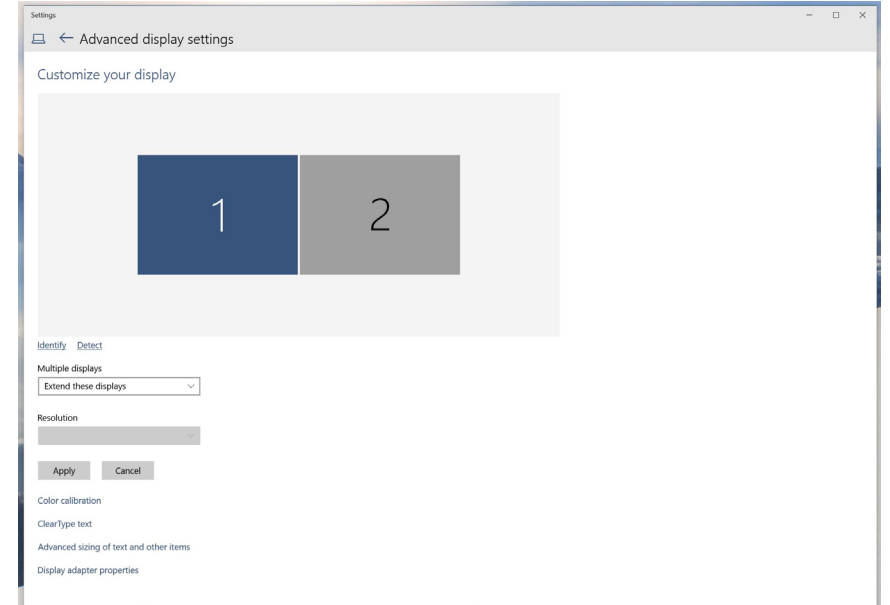 Settings
Advanced display settings
Customize your display
1 2
Identify Detect
Multiple displays
Extend these displays
Resolution
Apply Cancel
Color calibration
ClearType text
Advanced sizing of text and other items
Display adapter properties